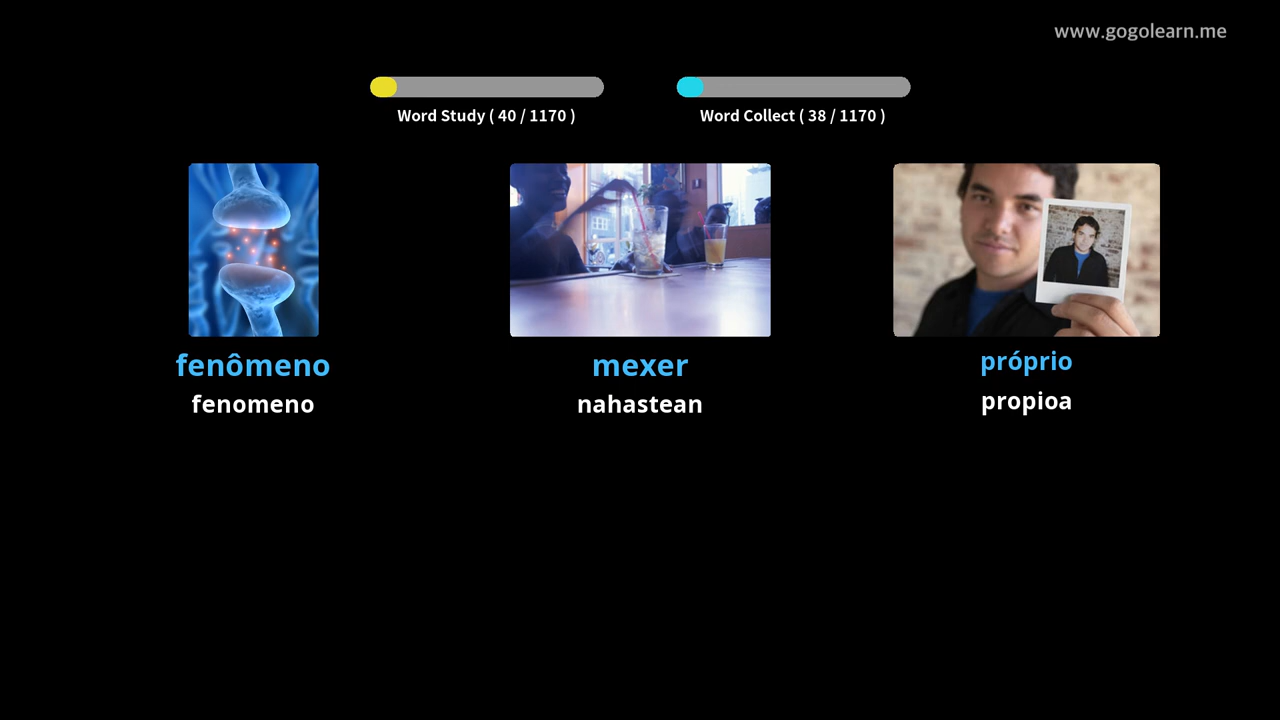 www.gogolearn.me
Word Study ( 40 / 1170 )
Word Collect ( 38 / 1170 )
fenômeno
fenomeno
mexer
nahastean
próprio
propioa